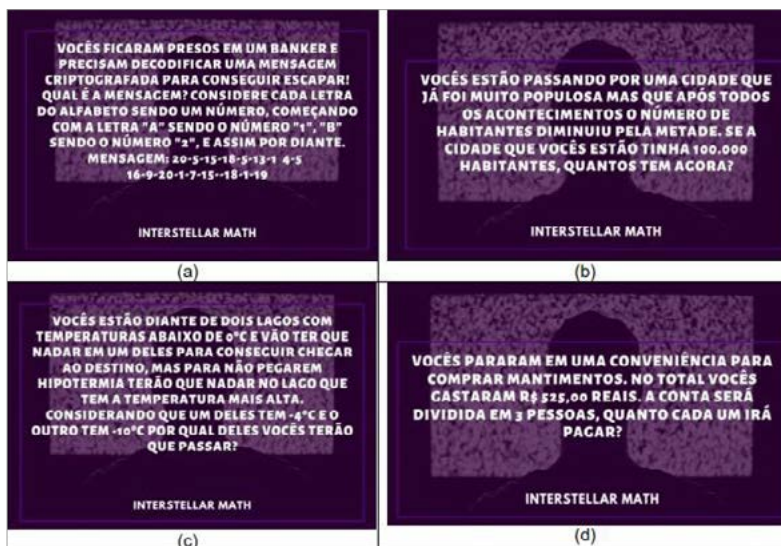 VOCÊS FICARAM PRESOS EM UM BANKER E
PRECISAM DECODIFICAR UMA MENSAGEM
CRIPTOGRAFADA PARA CONSEGUIR ESCAPAR!
QUAL É A MENSAGEM? CONSIDERE CADA LETRA
DO ALFABETO SENDO UM NÚMERO, COMEÇANDO
COM A LETRA "A" SENDO O NÚMERO "1", "B"
SENDO O NÚMERO "2", E ASSIM POR DIANTE.
MENSAGEM: 20-5-15-18-5-13-1 4-5
16-9-20-1-7-15--18-1-19
INTERSTELLAR MATH
(a)
VOCÊS ESTÃO PASSANDO POR UMA CIDADE QUE
JÁ FOI MUITO POPULOSA MAS QUE APÓS TODOS
OS ACONTECIMENTOS O NÚMERO DE
HABITANTES DIMINUIU PELA METADE. SE A
CIDADE QUE VOCÊS ESTÃO TINHA 100.000
HABITANTES, QUANTOS TEM AGORA?
INTERSTELLAR MATH
(b)
VOCÊS ESTÃO DIANTE DE DOIS LAGOS COM
TEMPERATURAS ABAIXO DE 0°C E VÃO TER QUE
NADAR EM UM DELES PARA CONSEGUIR CHEGAR
AO DESTINO, MAS PARA NÃO PEGAREM
HIPOTERMIA TERÃO QUE NADAR NO LAGO QUE
TEM A TEMPERATURA MAIS ALTA.
CONSIDERANDO QUE UM DELES TEM -4°C E O
OUTRO TEM -10°C POR QUAL DELES VOCÊS TERÃO
QUE PASSAR?
INTERSTELLAR MATH
(c)
VOCÊS PARARAM EM UMA CONVENIÊNCIA PARA
COMPRAR MANTIMENTOS. NO TOTAL VOCÊS
GASTARAM R$ 525,00 REAIS. A CONTA SERÁ
DIVIDIDA EM 3 PESSOAS, QUANTO CADA UM IRÁ
PAGAR?
INTERSTELLAR MATH
(d)